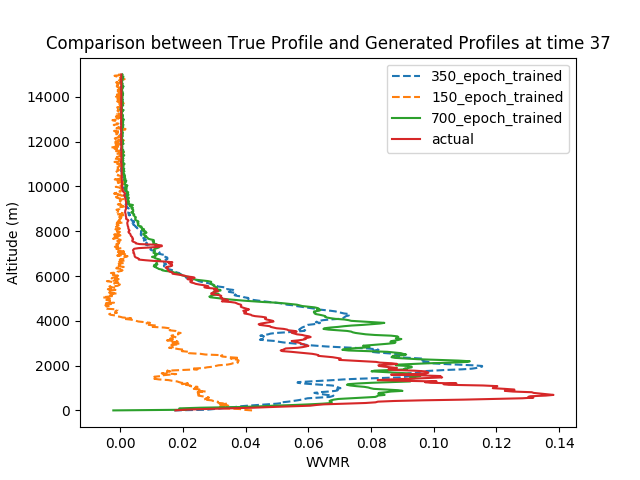 Comparison between True Profile and Generated Profiles at time 37
350_epoch_trained
150_epoch_trained
700_epoch_trained
actual
14000
12000
10000
8000
6000
4000
2000
0
Altitude (m)
0.00 0.02 0.04 0.06 0.08 0.10 0.12 0.14
WVMR